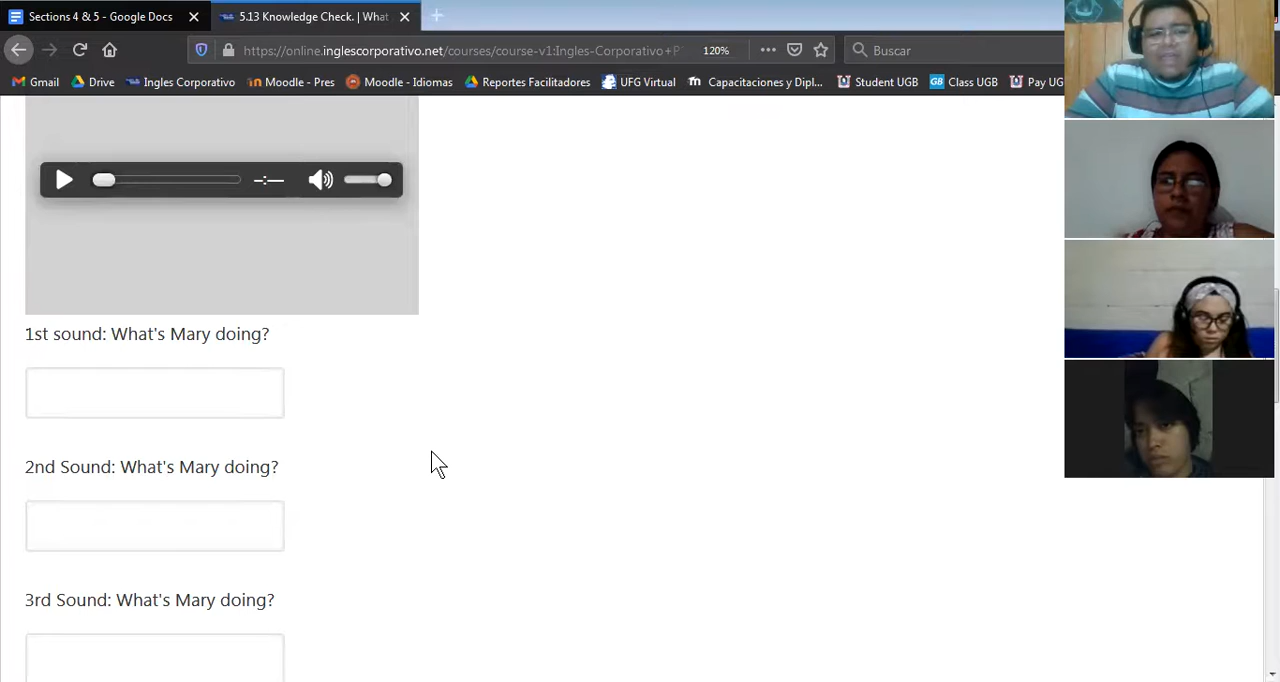 Sections 4 & 5 - Google Docs
5.13 Knowledge Check. | What
https://online.inglescorporativo.net/courses/course-v1:Ingles-Corporativo+P
120%
Buscar
Gmail
Drive
Ingles Corporativo
Moodle - Pres
Moodle - Idiomas
Reportes Facilitadores
UFG Virtual
Capacitaciones y Dipl...
Student UGB
GB Class UGB
Pay UG
-:--
1st sound: What's Mary doing?
2nd Sound: What's Mary doing?
3rd Sound: What's Mary doing?